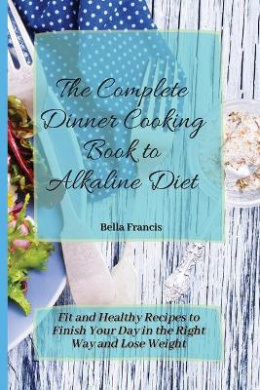 The Complete
Dinner Cooking
Book to
Alkaline Diet
Bella Francis
Fit and Healthy Recipes to
Finish Your Day in the Right
Way and Lose Weight